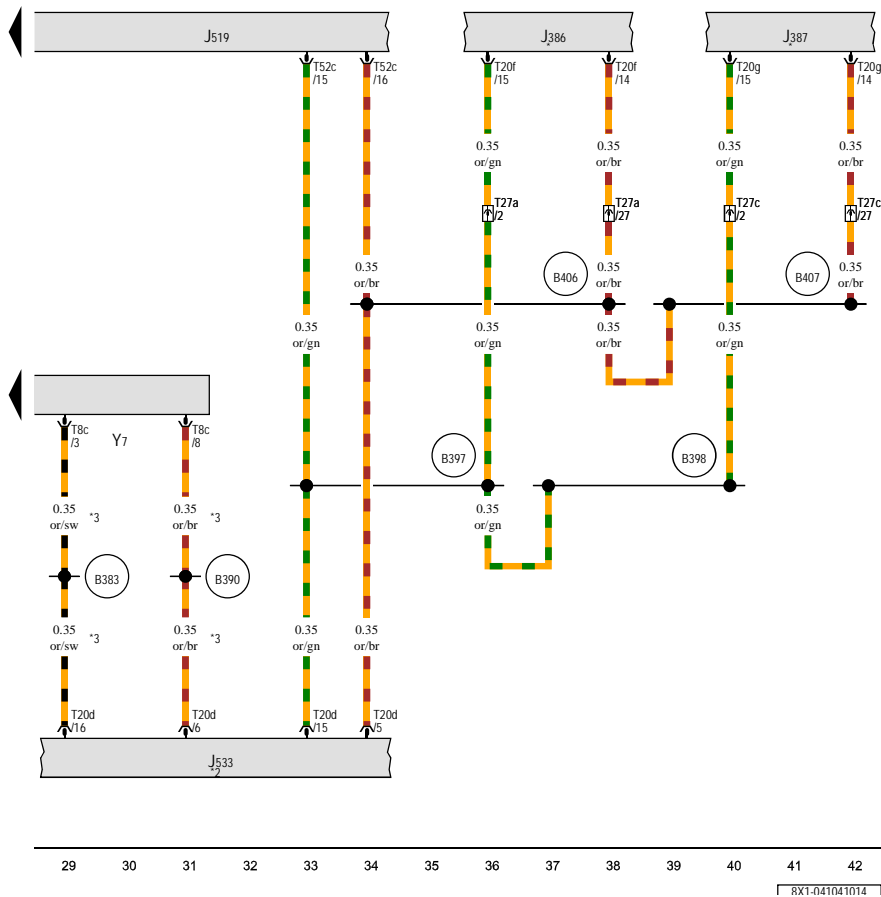 J519
J386
*
J387
*
T52c
/15
T52c
/16
T20f
/15
T20f
/14
T20g
/15
T20g
/14
0.35
or/gn
0.35
or/br
0.35
or/gn
0.35
or/br
T27a
/2
T27a
/27
T27c
/2
T27c
/27
0.35
or/br
B406
0.35
or/br
B407
0.35
or/br
0.35
or/gn
0.35
or/gn
0.35
or/br
0.35
or/gn
T8c
/3
Y7
T8c
/8
B397
B398
0.35
or/sw
*3
0.35
or/br
*3
0.35
or/gn
B383
B390
0.35
or/sw
*3
0.35
or/br
*3
0.35
or/gn
0.35
or/br
T20d
/16
T20d
/6
T20d
/15
T20d
/5
J533
*2
29 30 31 32 33 34 35 36 37 38 39 40 41 42
8X1-041041014